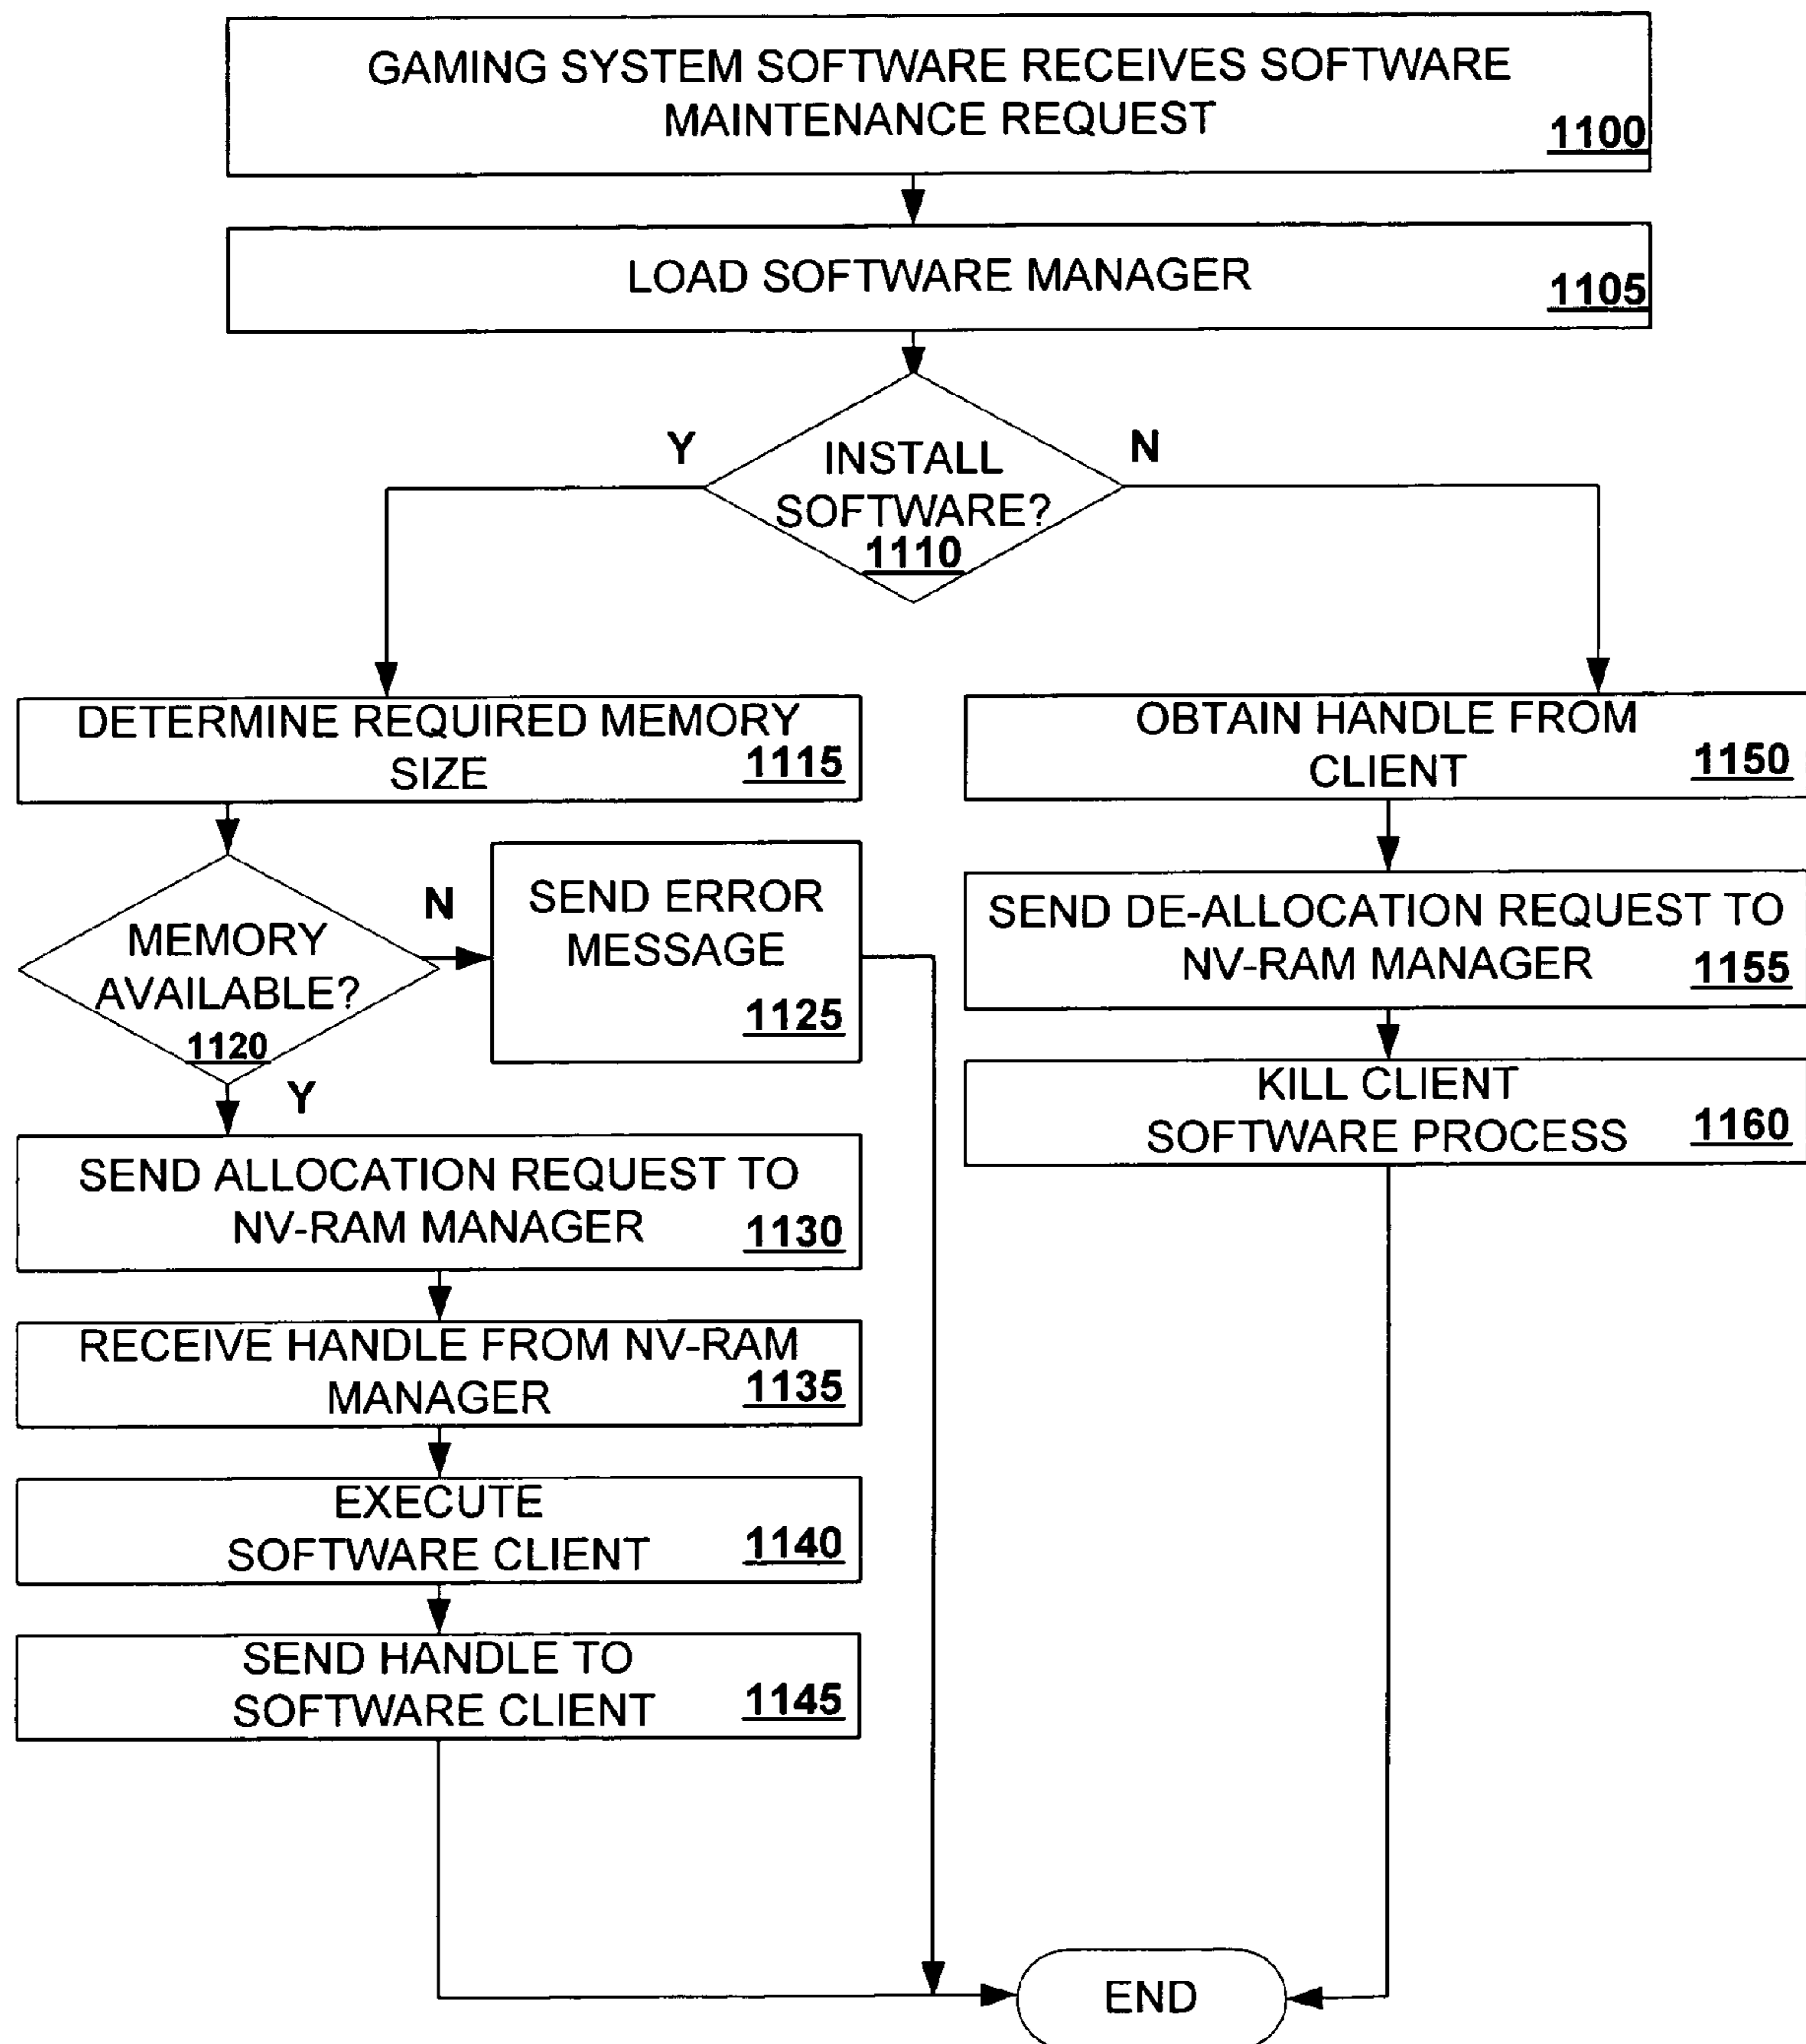 GAMING SYSTEM SOFTWARE RECEIVES SOFTWARE
MAINTENANCE REQUEST
1100
LOAD SOFTWARE MANAGER
1105
Y
N
INSTALL
SOFTWARE?
1110
DETERMINE REQUIRED MEMORY
SIZE
1115
MEMORY
AVAILABLE?
1120
N
Y
SEND ERROR
MESSAGE
1125
SEND ALLOCATION REQUEST TO
NV-RAM MANAGER
1130
RECEIVE HANDLE FROM NV-RAM
MANAGER
1135
EXECUTE
SOFTWARE CLIENT
1140
SEND HANDLE TO
SOFTWARE CLIENT
1145
OBTAIN HANDLE FROM
CLIENT
1150
SEND DE-ALLOCATION REQUEST TO
NV-RAM MANAGER
1155
KILL CLIENT
SOFTWARE PROCESS
1160
END